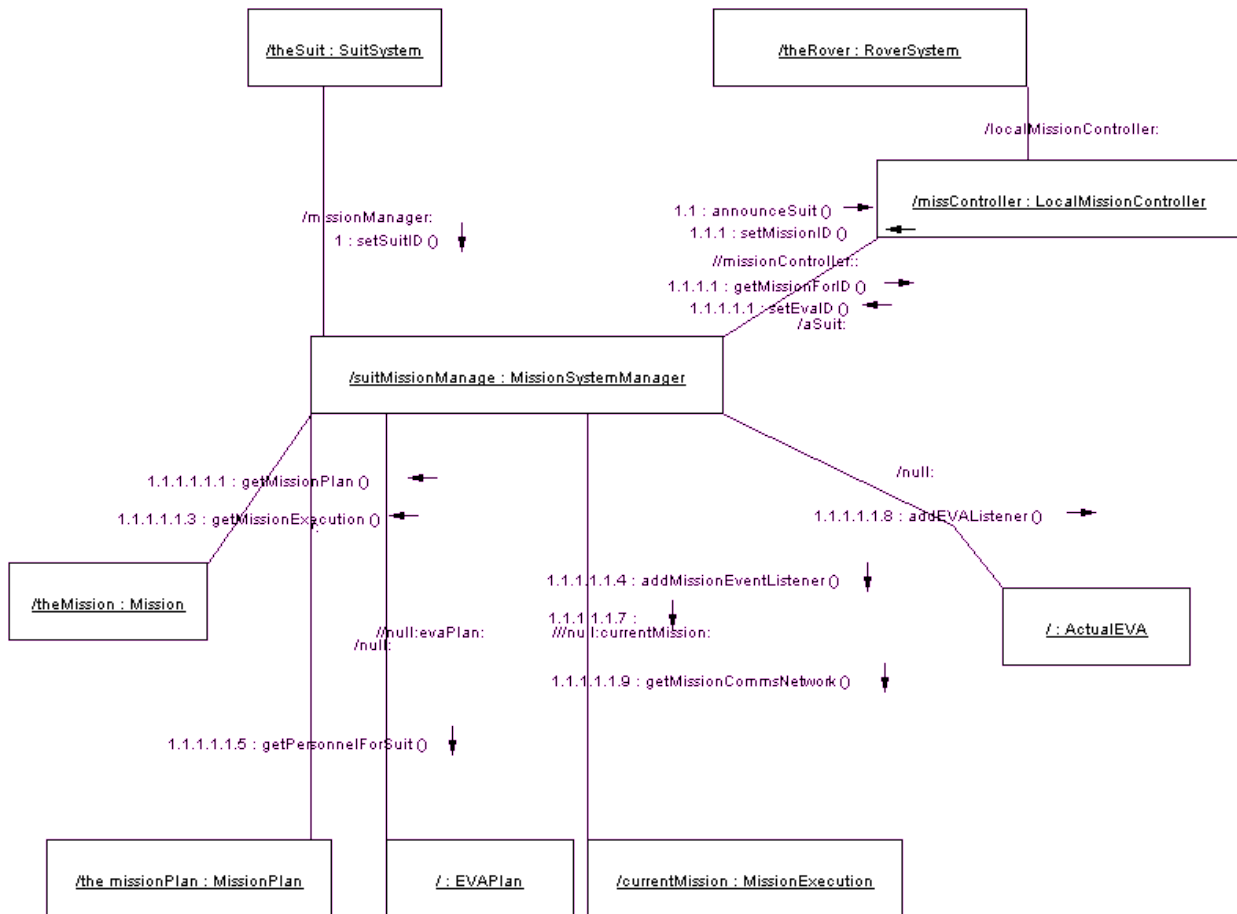 /theSuit : SuitSystem
/theRover : RoverSystem
/localMissionController:
/missController : LocalMissionController
/missionManager:
1 : setSuitID ()
1.1 : announceSuit ()
1.1.1 : setMissionID ()
//missionController::
1.1.1.1 : getMissionForID ()
1.1.1.1.1 : setEvaID ()
/aSuit:
/suitMissionManage : MissionSystemManager
1.1.1.1.1.1 : getMissionPlan ()
1.1.1.1.1.3 : getMissionExecution ()
/null:
1.1.1.1.1.8 : addEVAListener ()
/theMission : Mission
1.1.1.1.1.4 : addMissionEventListener ()
1.1.1.1.1.7 :
//null:evaPlan:
/null:
///null:currentMission:
/ : ActualEVA
1.1.1.1.1.9 : getMissionCommsNetwork ()
1.1.1.1.1.5 : getPersonnelForSuit ()
/the missionPlan : MissionPlan
/ : EVAPlan
/currentMission : MissionExecution